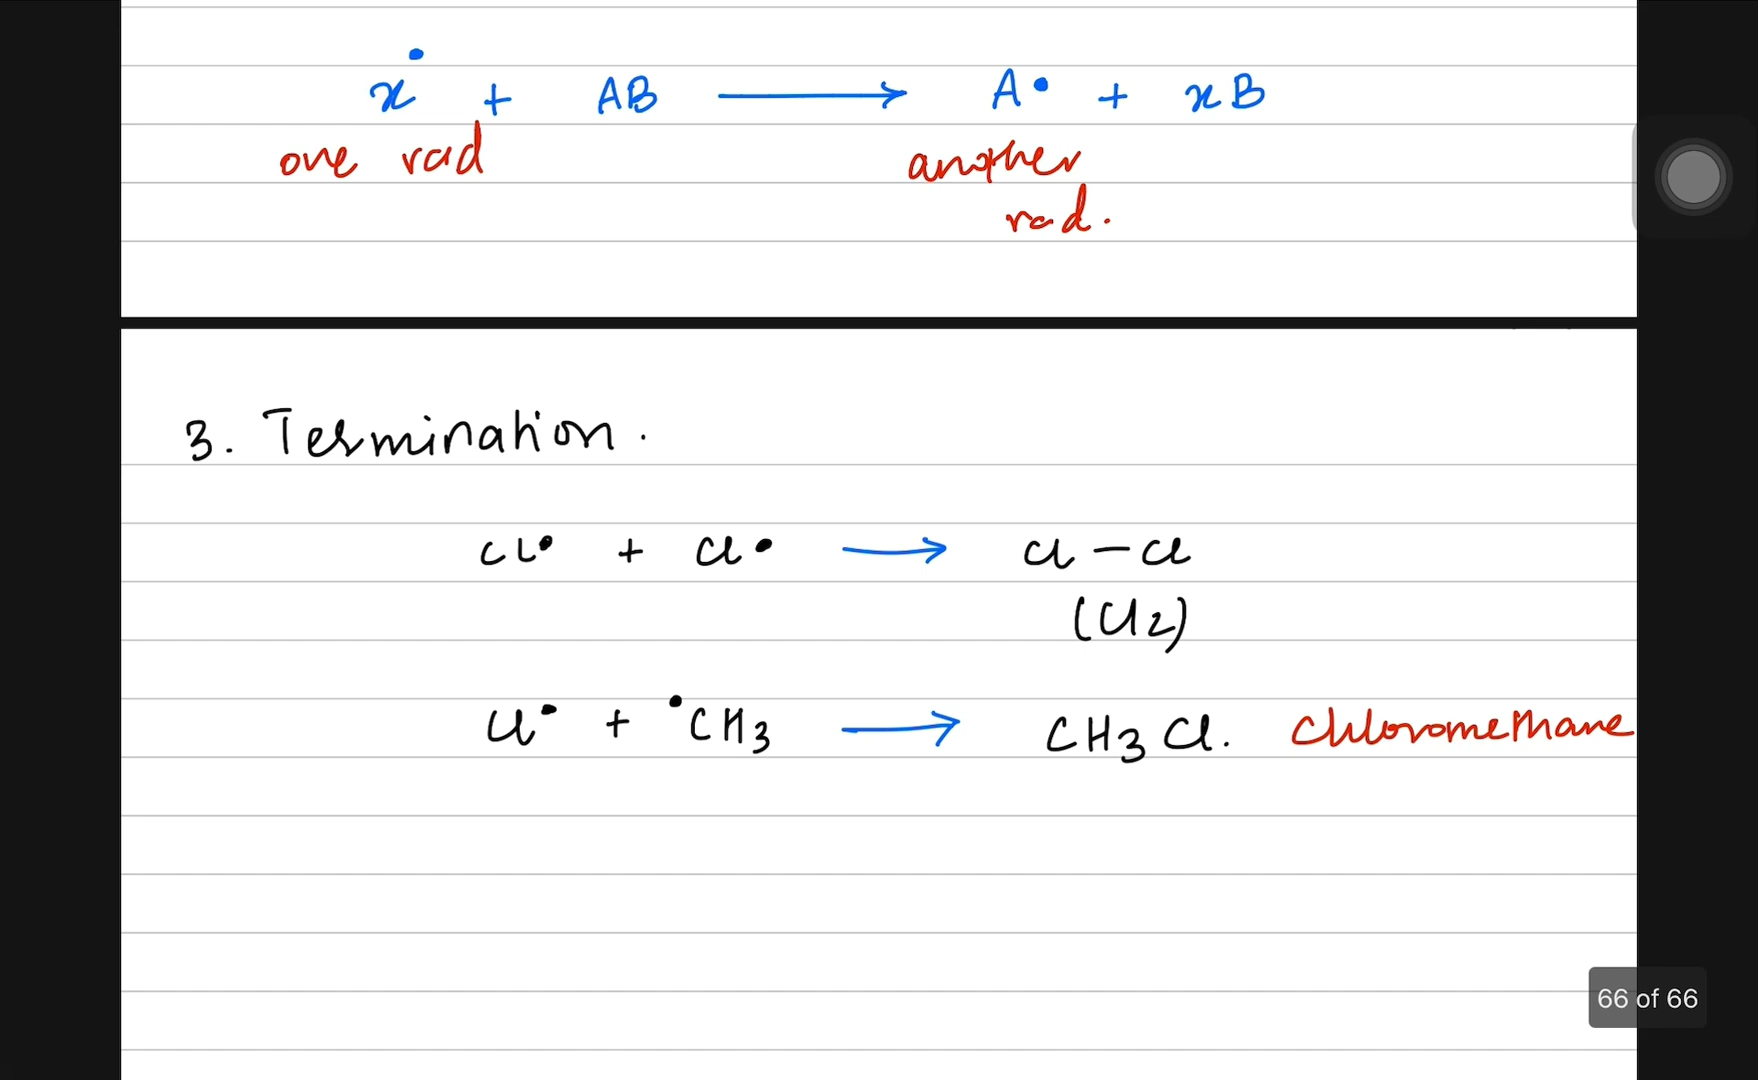 x• + AB ⟶ A• + xB
one rad another
rad.
3. Termination.
Cl• + Cl• ⟶ Cl – Cl
(Cl2)
Cl• + •CH3 ⟶ CH3Cl. Chloromethane
66 of 66